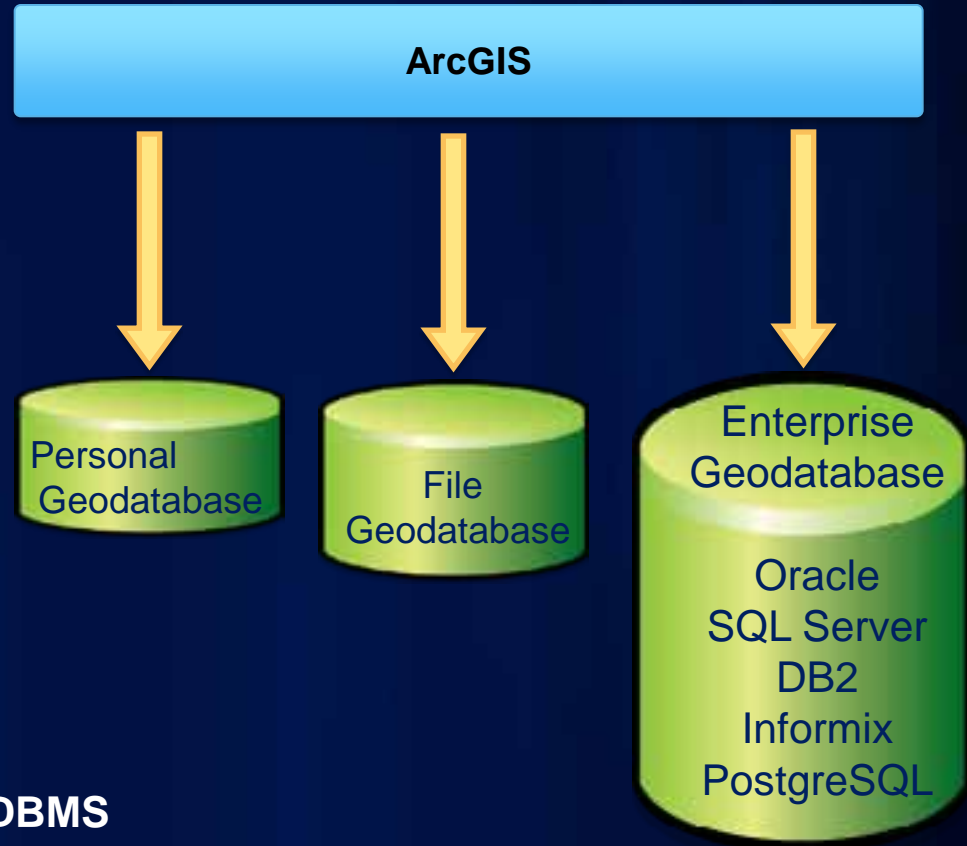 ArcGIS
Personal
Geodatabase
File
Geodatabase
Enterprise
Geodatabase
Oracle
SQL Server
DB2
Informix
PostgreSQL
DBMS